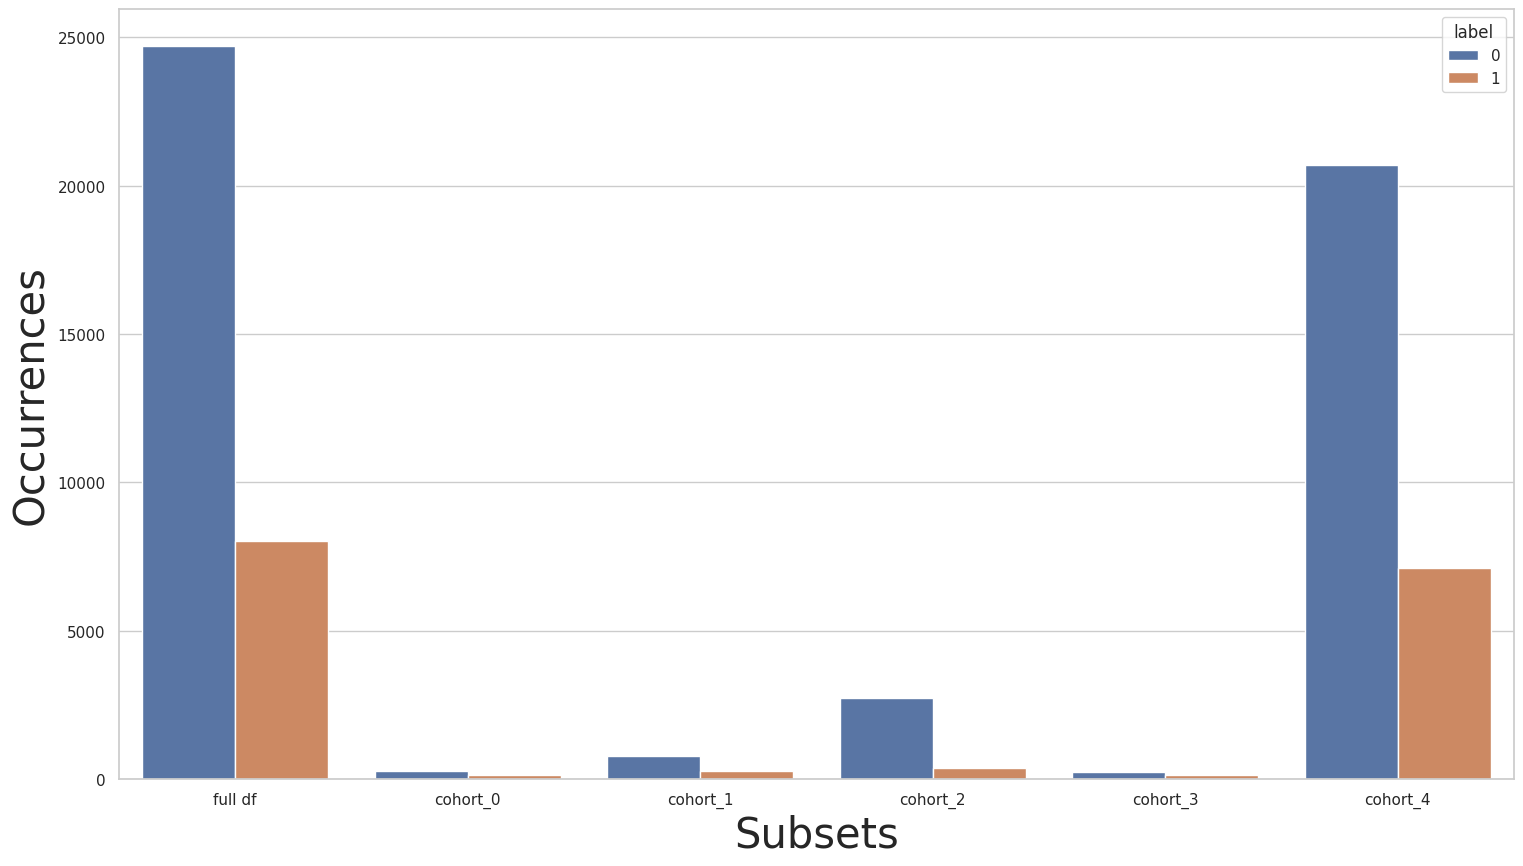 25000
20000
15000
10000
5000
0
Occurrences
full df
cohort_0
cohort_1
cohort_2
cohort_3
cohort_4
Subsets
label
0
1